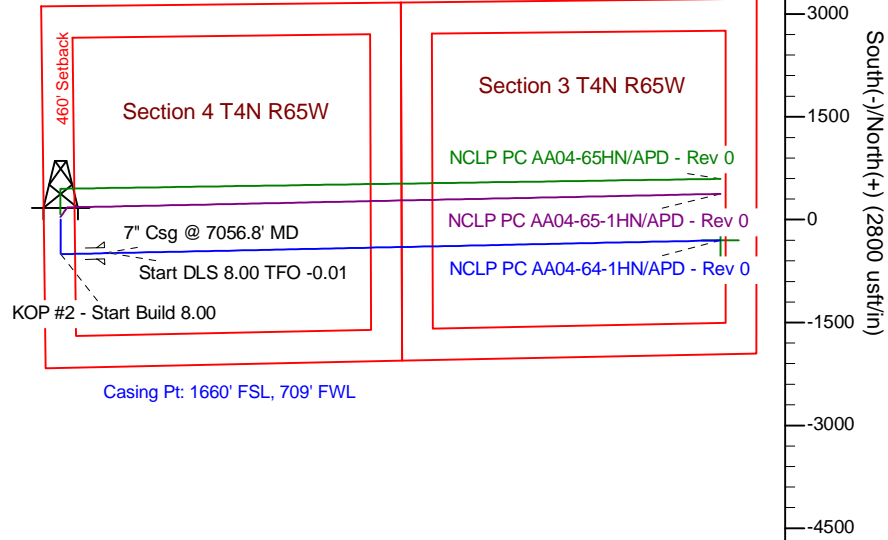 3000
460' Setback
Section 4 T4N R65W
Section 3 T4N R65W
1500
NCLP PC AA04-65HN/APD - Rev 0
0
NCLP PC AA04-65-1HN/APD - Rev 0
7" Csg @ 7056.8' MD
Start DLS 8.00 TFO -0.01
NCLP PC AA04-64-1HN/APD - Rev 0
KOP #2 - Start Build 8.00
-1500
Casing Pt: 1660' FSL, 709' FWL
-3000
-4500
South(-)/North(+) (2800 usft/in)